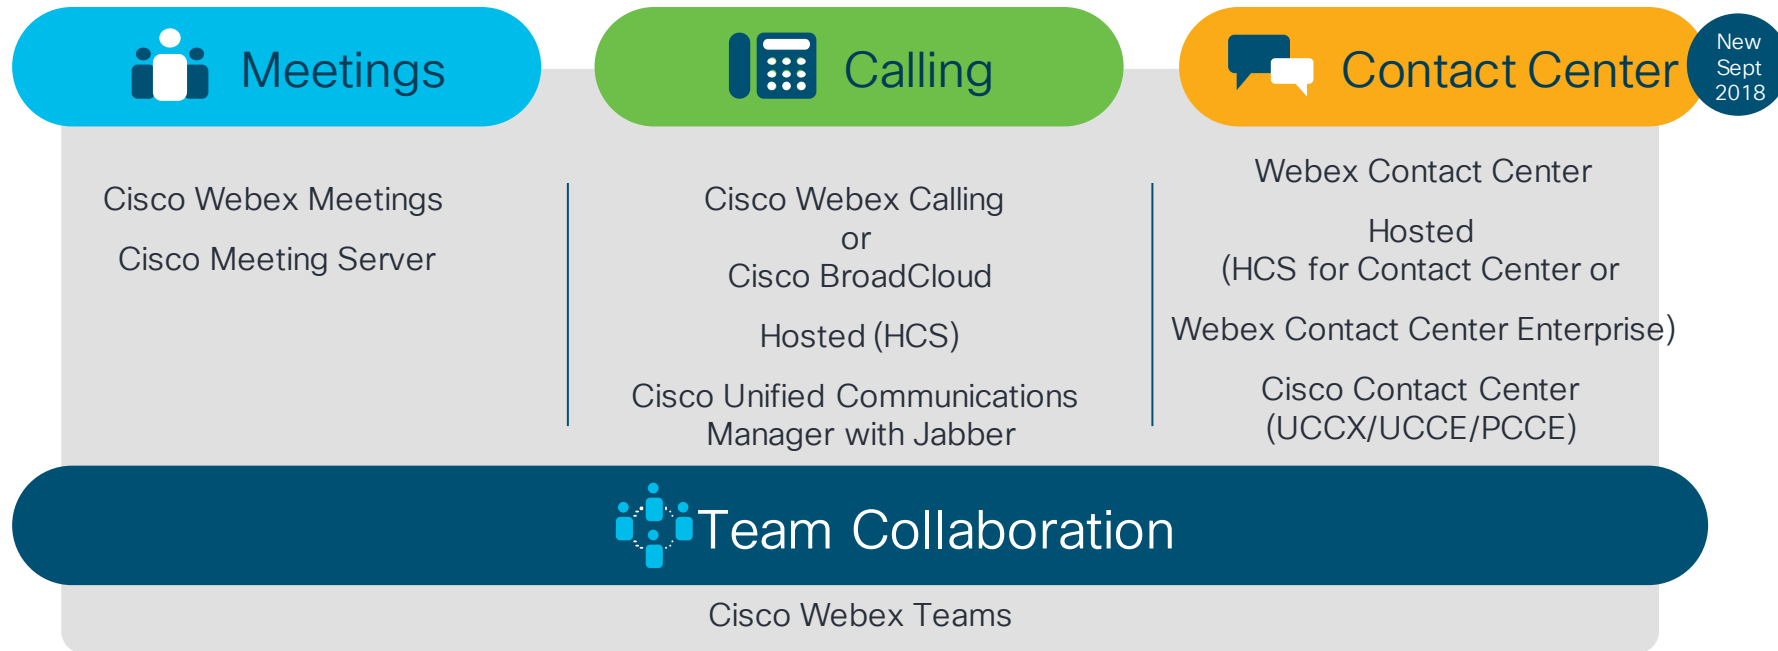 Meetings
Cisco Webex Meetings
Cisco Meeting Server
Calling
Cisco Webex Calling
or
Cisco BroadCloud
Hosted (HCS)
Cisco Unified Communications
Manager with Jabber
Contact Center
New
Sept
2018
Webex Contact Center
Hosted
(HCS for Contact Center or
Webex Contact Center Enterprise)
Cisco Contact Center
(UCCX/UCCE/PCCE)
Team Collaboration
Cisco Webex Teams